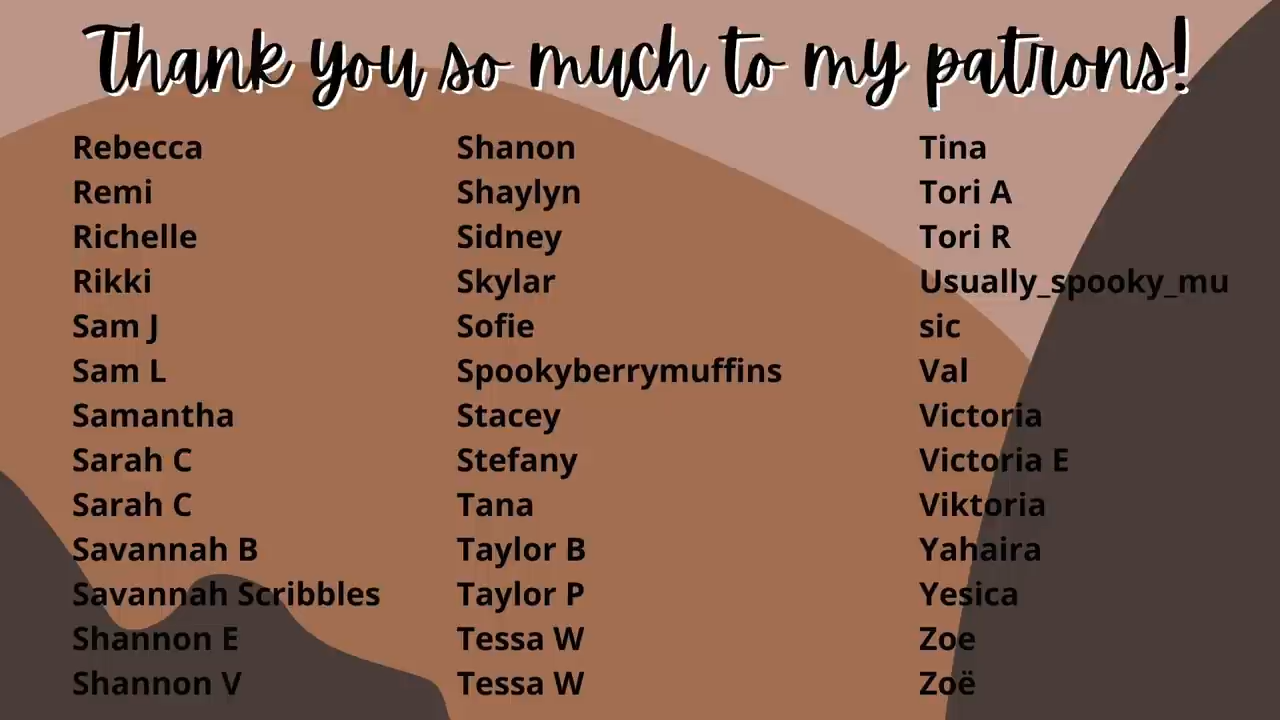 Thank you so much to my patrons!
Rebecca
Remi
Richelle
Rikki
Sam J
Sam L
Samantha
Sarah C
Sarah C
Savannah B
Savannah Scribbles
Shannon E
Shannon V
Shanon
Shaylyn
Sidney
Skylar
Sofie
Spookyberrymuffins
Stacey
Stefany
Tana
Taylor B
Taylor P
Tessa W
Tessa W
Tina
Tori A
Tori R
Usually_spooky_mu
sic
Val
Victoria
Victoria E
Viktoria
Yahaira
Yesica
Zoe
Zoë